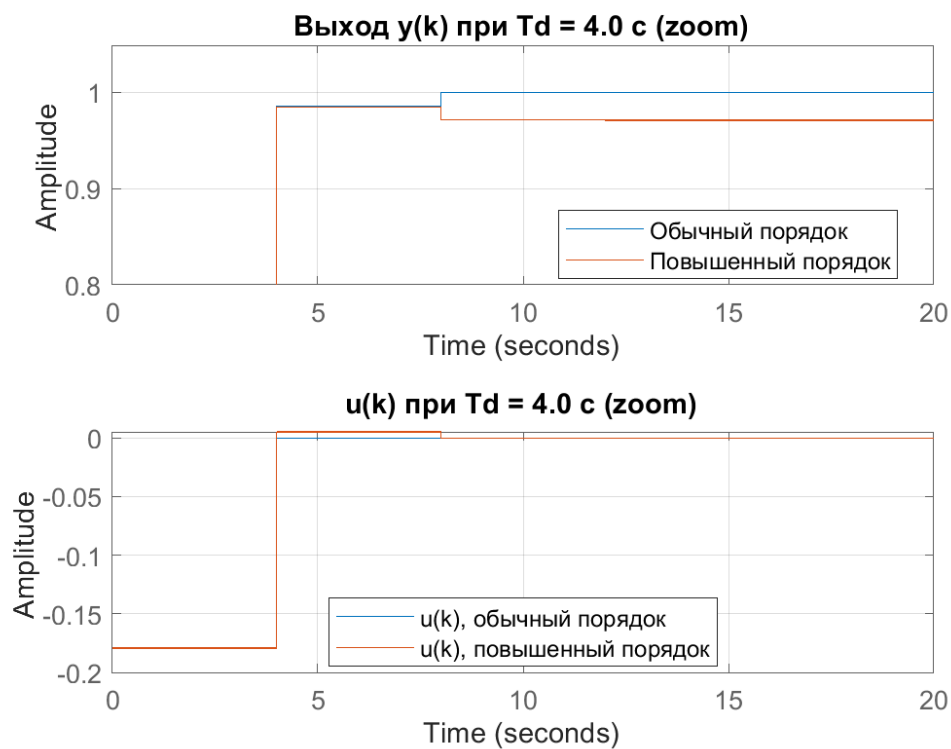 Выход y(k) при Td = 4.0 с (zoom)
Amplitude
1
0.9
0.8
Обычный порядок
Повышенный порядок
0 5 10 15 20
Time (seconds)
u(k) при Td = 4.0 с (zoom)
Amplitude
0
-0.05
-0.1
-0.15
-0.2
u(k), обычный порядок
u(k), повышенный порядок
0 5 10 15 20
Time (seconds)